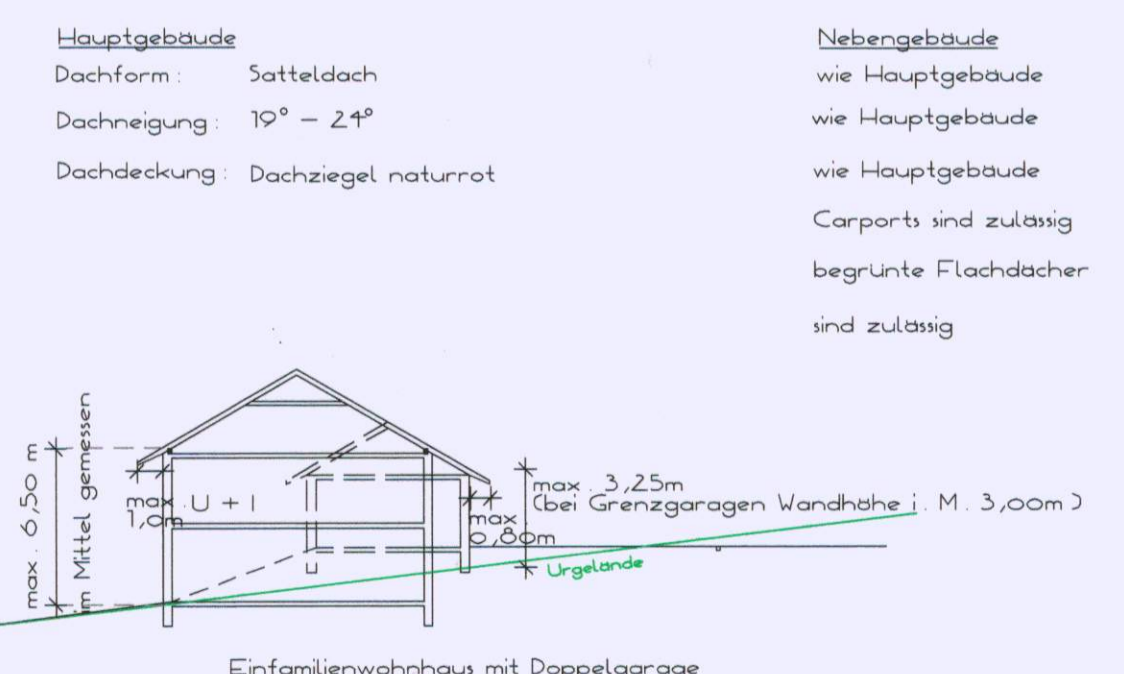 Hauptgebäude
Dachform : Satteldach
Dachneigung : 19° – 24°
Dachdeckung : Dachziegel naturrot
Nebengebäude
wie Hauptgebäude
wie Hauptgebäude
wie Hauptgebäude
Carports sind zulässig
begrünte Flachdächer
sind zulässig
max. 6,50 m
im Mittel gemessen
max.
1,0m
U + I
max
0,80m
max. 3,25m
(bei Grenzgaragen Wandhöhe i. M. 3,00m )
Urgelände
Einfamilienwohnhaus mit Doppelgarage